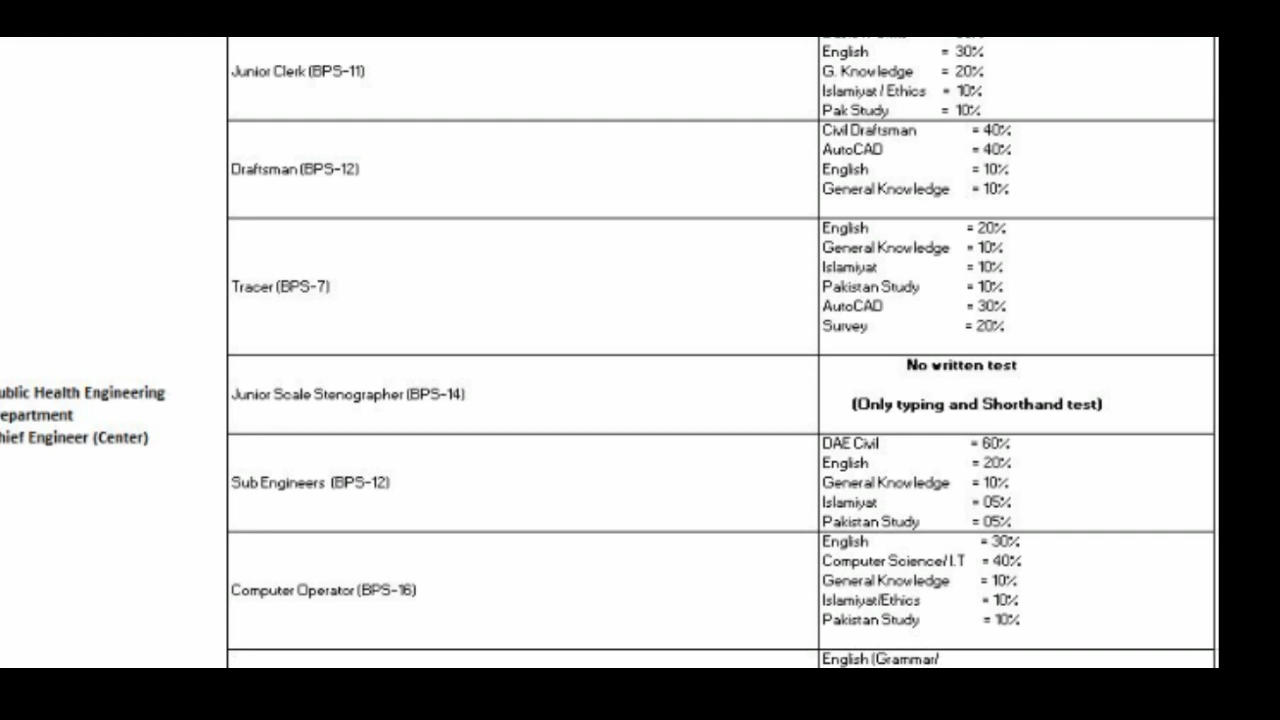 ublic Health Engineering
epartment
hief Engineer (Center)
Junior Clerk (BPS-11)
English = 30%
G. Knowledge = 20%
Islamiyat / Ethics = 10%
Pak Study = 10%
Draftsman (BPS-12)
Civil Draftsman = 40%
AutoCAD = 40%
English = 10%
General Knowledge = 10%
Tracer (BPS-7)
English = 20%
General Knowledge = 10%
Islamiyat = 10%
Pakistan Study = 10%
AutoCAD = 30%
Survey = 20%
Junior Scale Stenographer (BPS-14)
No written test
(Only typing and Shorthand test)
Sub Engineers (BPS-12)
DAE Civil = 60%
English = 20%
General Knowledge = 10%
Islamiyat = 05%
Pakistan Study = 05%
Computer Operator (BPS-16)
English = 30%
Computer Science/ I.T = 40%
General Knowledge = 10%
Islamiyat/Ethics = 10%
Pakistan Study = 10%
English (Grammar/